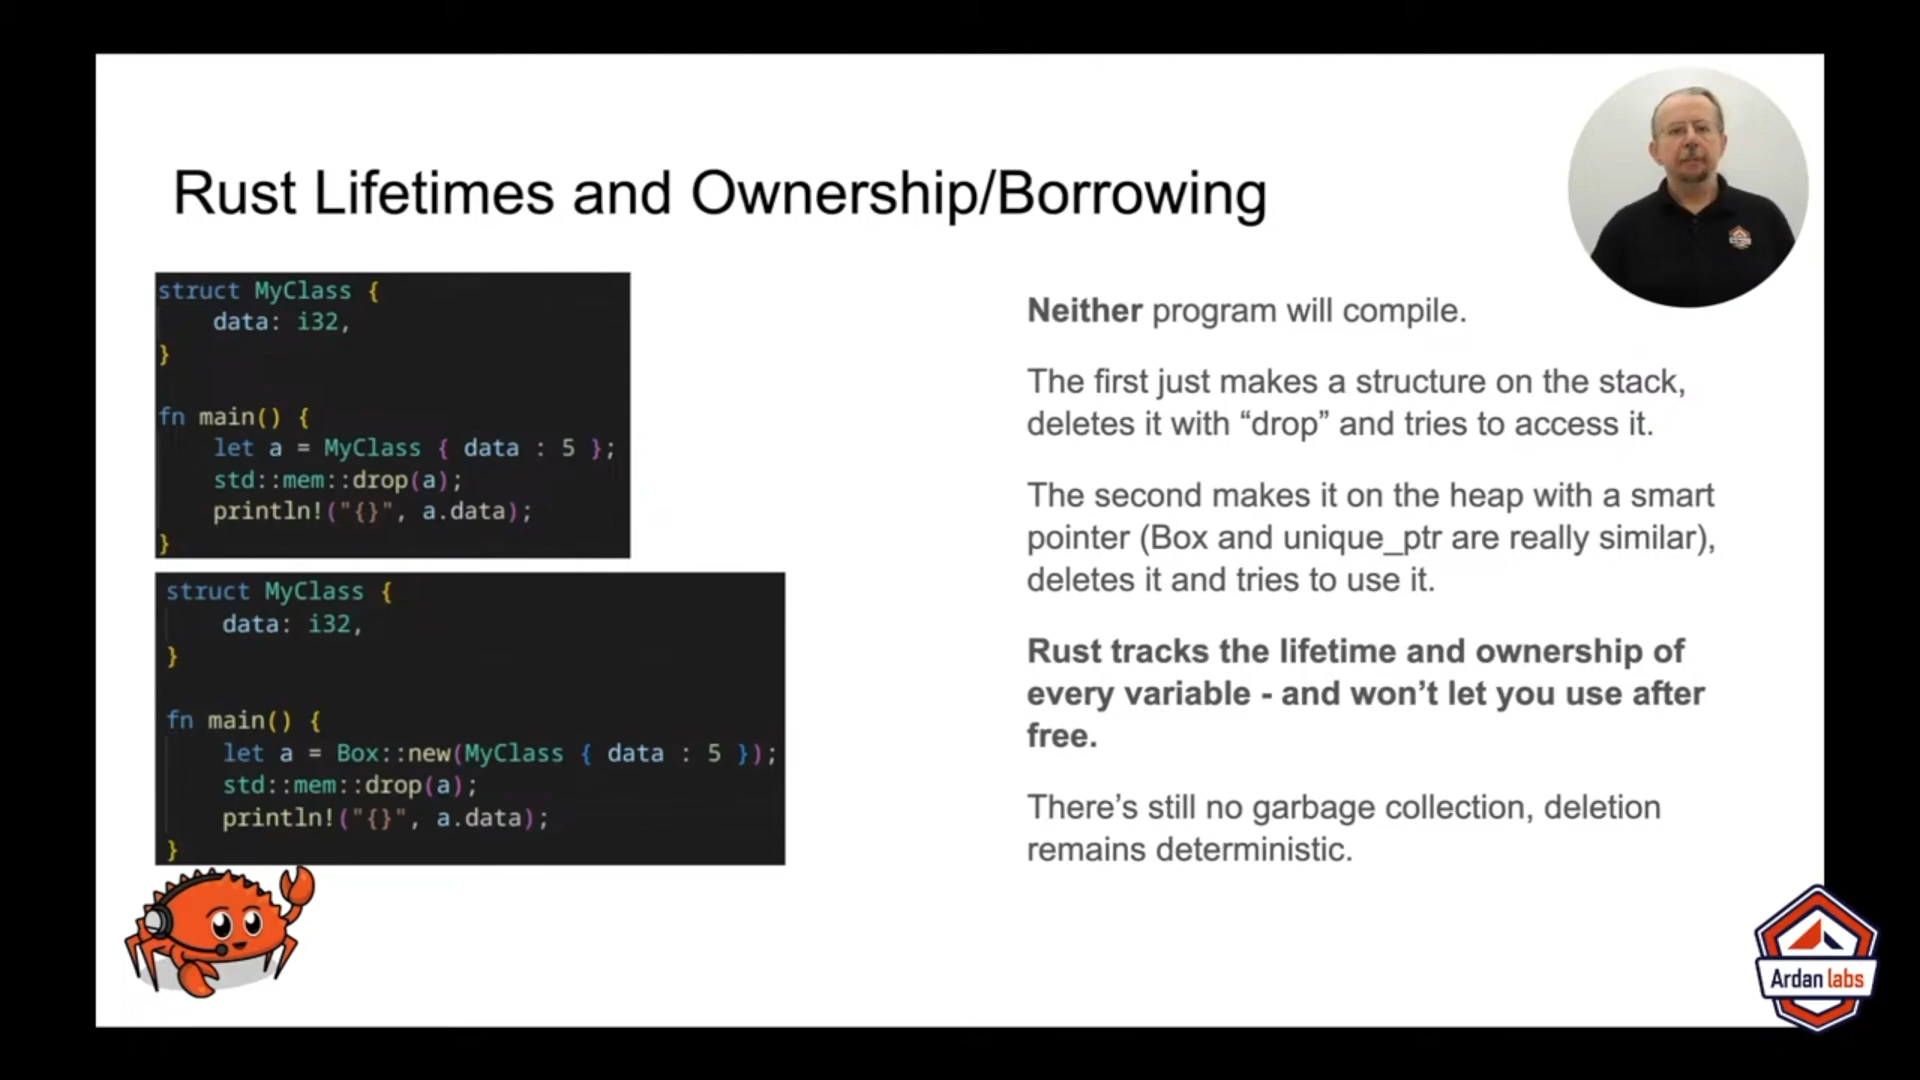 Rust Lifetimes and Ownership/Borrowing
struct MyClass {
    data: i32,
}
fn main() {
    let a = MyClass { data : 5 };
    std::mem::drop(a);
    println!("{}", a.data);
}
struct MyClass {
    data: i32,
}
fn main() {
    let a = Box::new(MyClass { data : 5 });
    std::mem::drop(a);
    println!("{}", a.data);
}
Neither program will compile.
The first just makes a structure on the stack,
deletes it with “drop” and tries to access it.
The second makes it on the heap with a smart
pointer (Box and unique_ptr are really similar),
deletes it and tries to use it.
Rust tracks the lifetime and ownership of
every variable - and won’t let you use after
free.
There’s still no garbage collection, deletion
remains deterministic.
Ardan labs